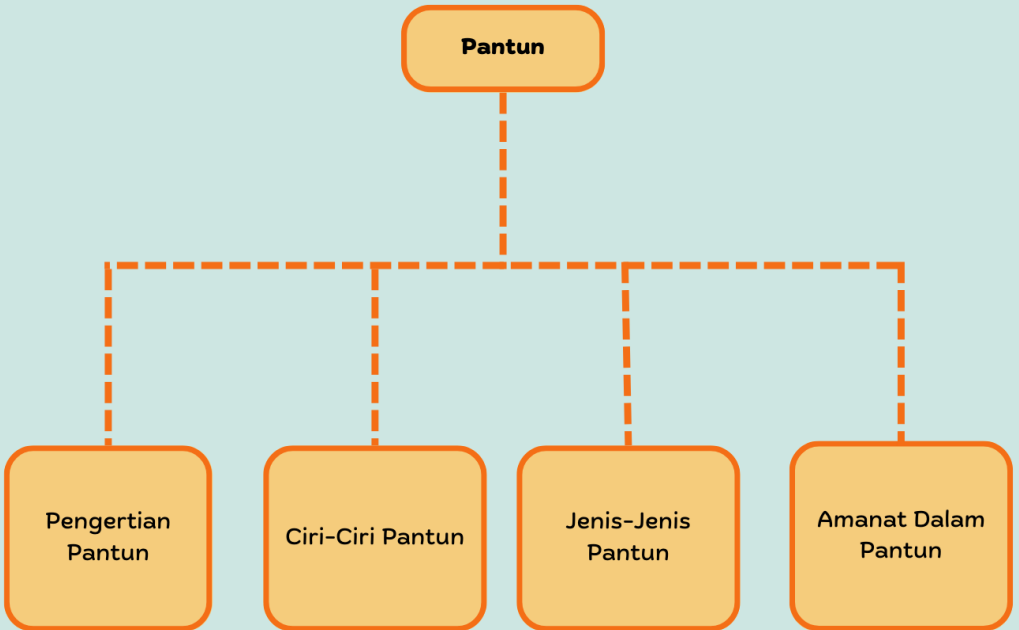 Pantun
Pengertian
Pantun
Ciri-Ciri Pantun
Jenis-Jenis
Pantun
Amanat Dalam
Pantun